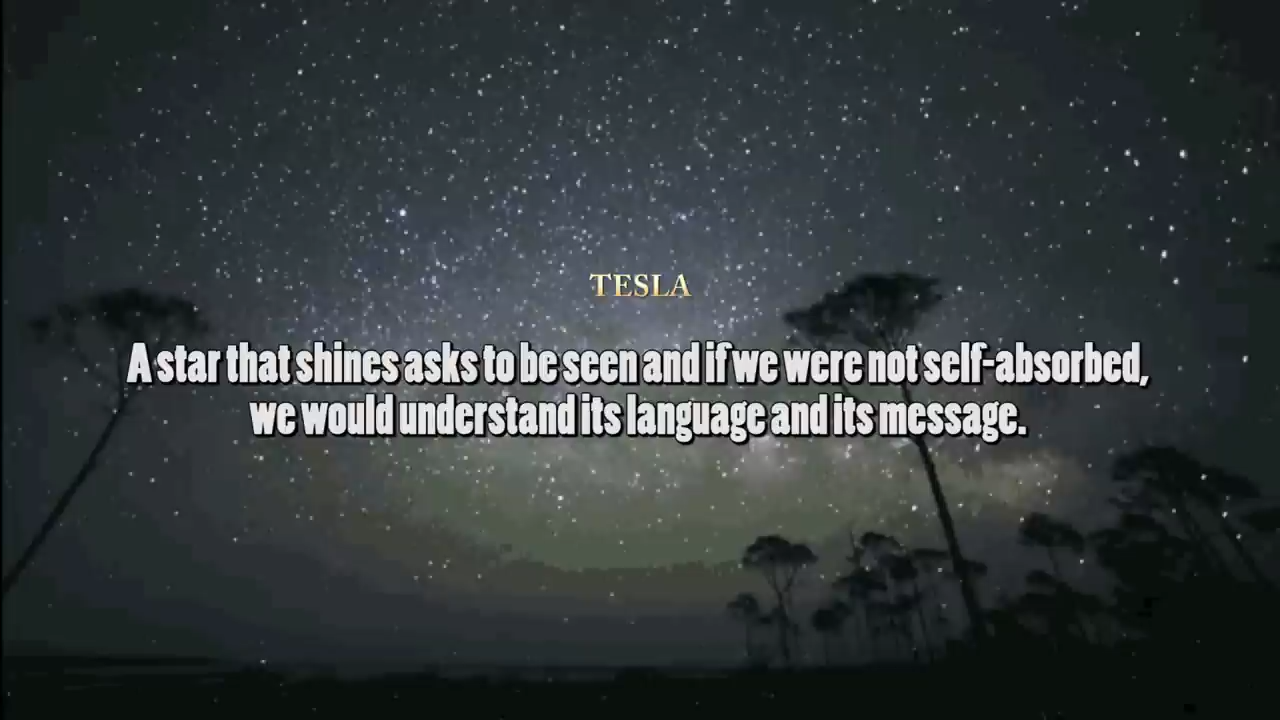 TESLA
A star that shines asks to be seen and if we were not self-absorbed,
we would understand its language and its message.